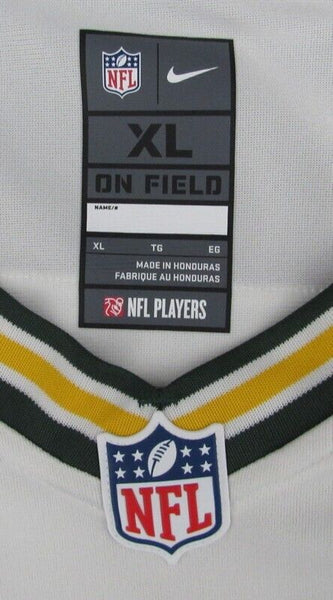 NFL
XL
ON FIELD
NAME/#
XL TG EG
MADE IN HONDURAS
FABRIQUE AU HONDURAS
NFL PLAYERS
NFL